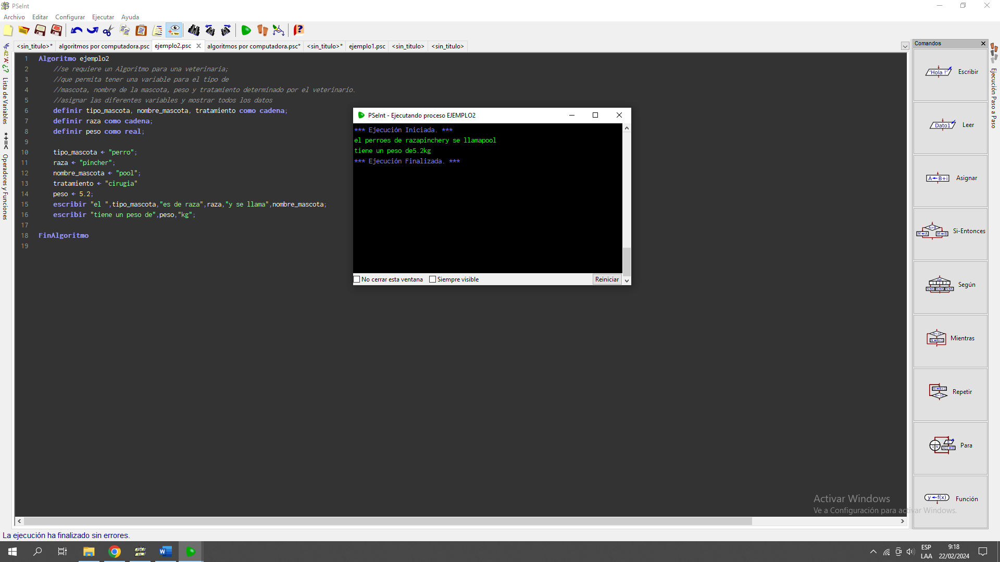 PSeInt
Archivo Editar Configurar Ejecutar Ayuda
<sin_titulo>* algoritmos por computadora.psc ejemplo2.psc algoritmos por computadora.psc* <sin_titulo>* ejemplo1.psc <sin_titulo> <sin_titulo>
Lista de Variables
*+=< Operadores y Funciones
1 Algoritmo ejemplo2
2 //se requiere un Algoritmo para una veterinaria;
3 //que permita tener una variable para el tipo de
4 //mascota, nombre de la mascota, peso y tratamiento determinado por el veterinario.
5 //asignar las diferentes variables y mostrar todos los datos
6 definir tipo_mascota, nombre_mascota, tratamiento como cadena;
7 definir raza como cadena;
8 definir peso como real;
9
10 tipo_mascota ← "perro";
11 raza ← "pincher";
12 nombre_mascota ← "pool";
13 tratamiento ← "cirugia"
14 peso ← 5.2;
15 escribir "el ",tipo_mascota,"es de raza",raza,"y se llama",nombre_mascota;
16 escribir "tiene un peso de",peso,"kg";
17
18 FinAlgoritmo
19
PSeInt - Ejecutando proceso EJEMPLO2
*** Ejecución Iniciada. ***
el perroes de razapinchery se llamapool
tiene un peso de5.2kg
*** Ejecución Finalizada. ***
No cerrar esta ventana Siempre visible Reiniciar
Comandos
'Hola !' Escribir
Dato1 Leer
A←B+i Asignar
A>B Si-Entonces
Según
Mientras
Repetir
Para
y←f(x) Función
Ejecución Paso a Paso
Activar Windows
Ve a Configuración para activar Windows.
La ejecución ha finalizado sin errores.
ESP
LAA
9:18
22/02/2024